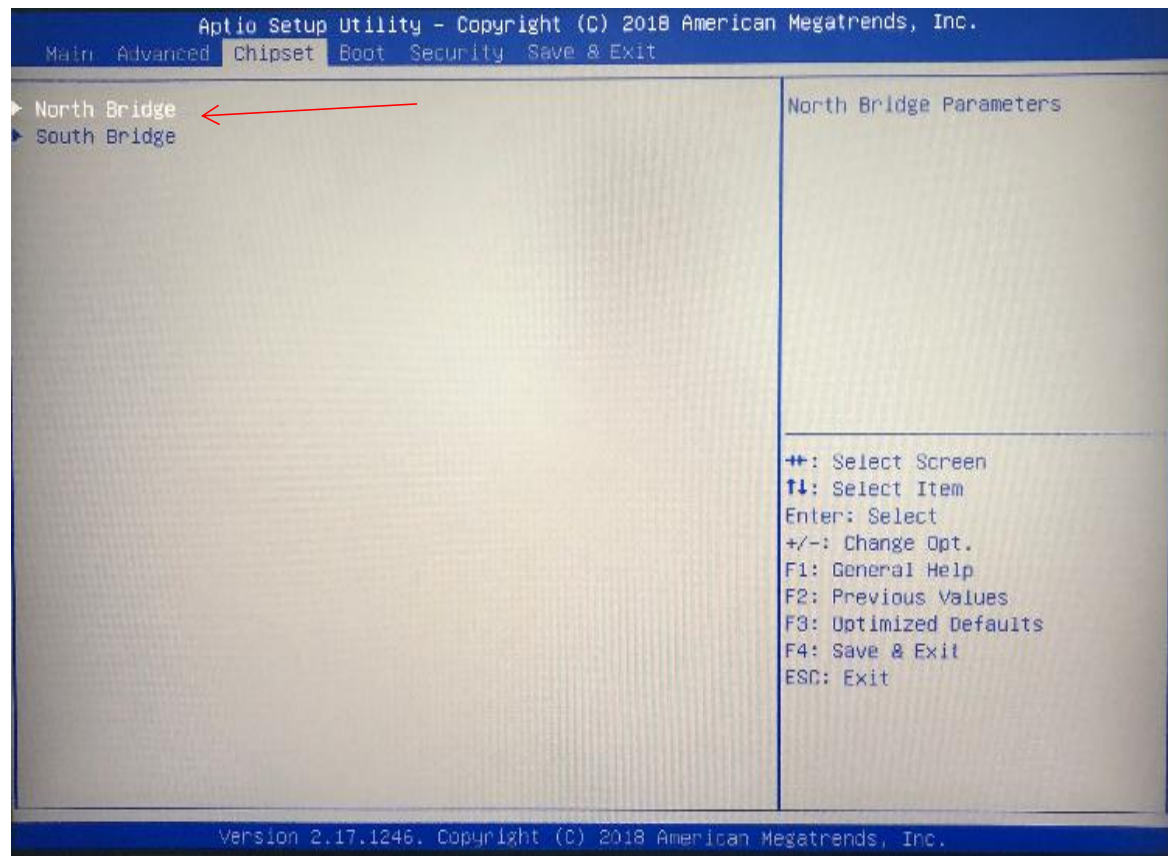 Aptio Setup Utility – Copyright (C) 2018 American Megatrends, Inc.
Main Advanced Chipset Boot Security Save & Exit
North Bridge
South Bridge
North Bridge Parameters
: Select Screen
↑↓: Select Item
Enter: Select
+/-: Change Opt.
F1: General Help
F2: Previous Values
F3: Optimized Defaults
F4: Save & Exit
ESC: Exit
Version 2.17.1246. Copyright (C) 2018 American Megatrends, Inc.